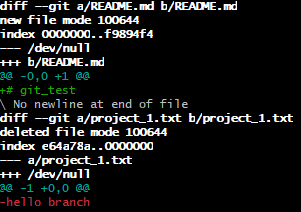 diff --git a/README.md b/README.md
new file mode 100644
index 0000000..f9894f4
--- /dev/null
+++ b/README.md
@@ -0,0 +1 @@
+# git_test
\ No newline at end of file
diff --git a/project_1.txt b/project_1.txt
deleted file mode 100644
index e64a78a..0000000
--- a/project_1.txt
+++ /dev/null
@@ -1 +0,0 @@
-hello branch